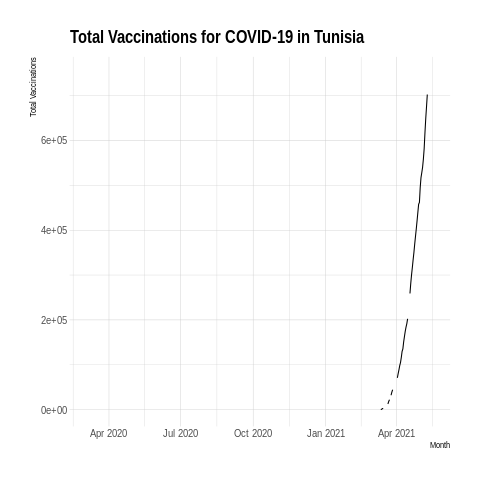 Total Vaccinations for COVID-19 in Tunisia
Total Vaccinations
6e+05
4e+05
2e+05
0e+00
Apr 2020 Jul 2020 Oct 2020 Jan 2021 Apr 2021
Month